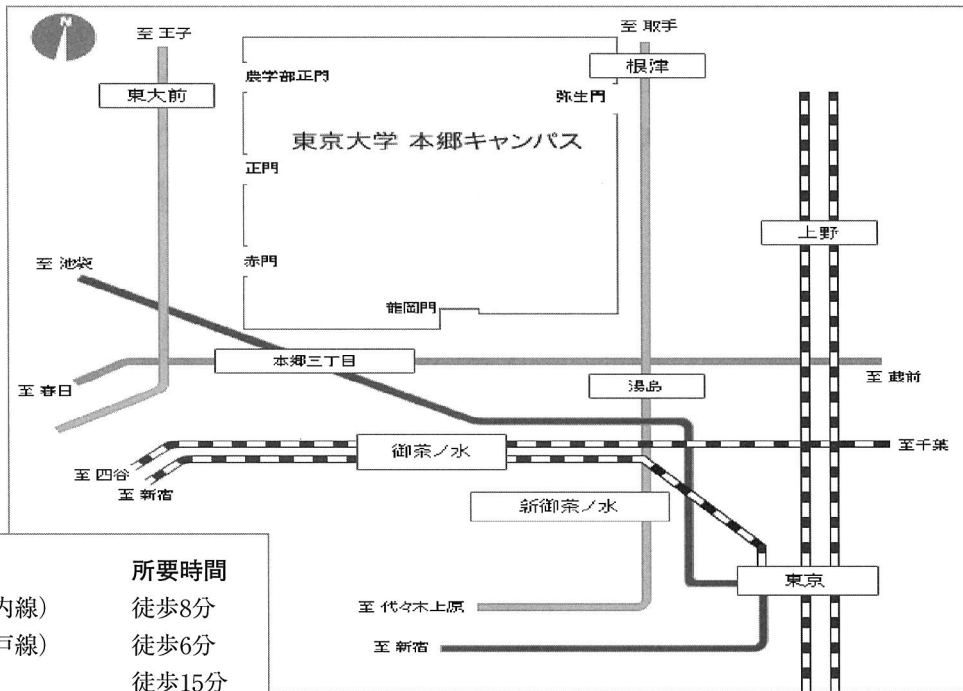 N
至 王子
至 取手
東大前
農学部正門
根津
弥生門
東京大学 本郷キャンパス
正門
上野
至 池袋
赤門
龍岡門
本郷三丁目
至 春日
湯島
至 蔵前
御茶ノ水
至千葉
至 四谷
至 新宿
新御茶ノ水
東京
至 代々木上原
至 新宿
所要時間
内線) 徒歩8分
戸線) 徒歩6分
徒歩15分